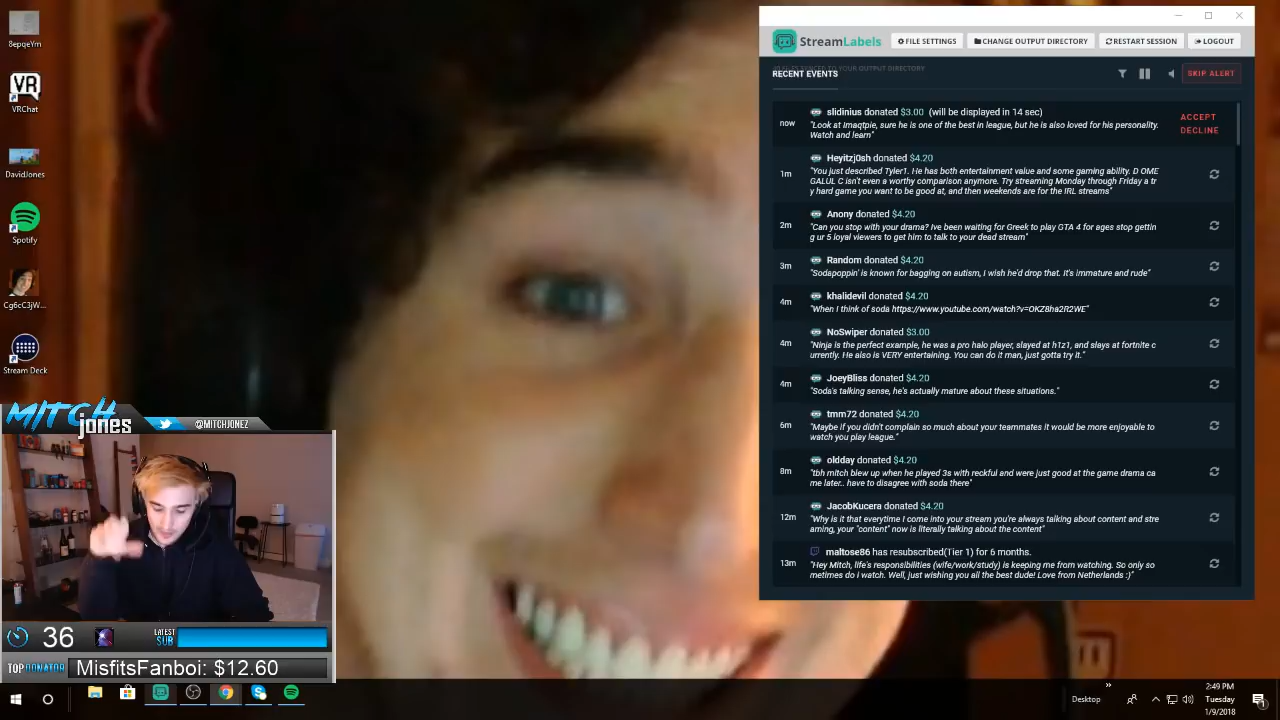 8epqeYm
VRChat
DavidJones
Spotify
Cg6cC3jW...
Stream Deck
StreamLabels
FILE SETTINGS
CHANGE OUTPUT DIRECTORY
RESTART SESSION
LOGOUT
RECENT EVENTS
SKIP ALERT
now
slidinius donated $3.00 (will be displayed in 14 sec)
"Look at Imaqtpie, sure he is one of the best in league, but he is also loved for his personality.
Watch and learn"
ACCEPT
DECLINE
1m
Heyitzj0sh donated $4.20
"You just described Tyler1. He has both entertainment value and some gaming ability. D OME
GALUL C isn't even a worthy comparison anymore. Try streaming Monday through Friday a tr
y hard game you want to be good at, and then weekends are for the IRL streams"
2m
Anony donated $4.20
"Can you stop with your drama? Ive been waiting for Greek to play GTA 4 for ages stop gettin
g ur 5 loyal viewers to get him to talk to your dead stream"
3m
Random donated $4.20
"Sodapoppin' is known for bagging on autism, I wish he'd drop that. It's immature and rude"
4m
khalidevil donated $4.20
"When I think of soda https://www.youtube.com/watch?v=OKZ8ha2R2WE"
4m
NoSwiper donated $3.00
"Ninja is the perfect example, he was a pro halo player, slayed at h1z1, and slays at fortnite c
urrently. He also is VERY entertaining. You can do it man, just gotta try it."
4m
JoeyBliss donated $4.20
"Soda's talking sense, he's actually mature about these situations."
6m
tmm72 donated $4.20
"Maybe if you didn't complain so much about your teammates it would be more enjoyable to
watch you play league."
8m
oldday donated $4.20
"tbh mitch blew up when he played 3s with reckful and were just good at the game drama ca
me later.. have to disagree with soda there"
12m
JacobKucera donated $4.20
"Why is it that everytime I come into your stream you're always talking about content and stre
aming, your "content" now is literally talking about the content"
13m
maltose86 has resubscribed(Tier 1) for 6 months.
"Hey Mitch, life's responsibilities (wife/work/study) is keeping me from watching. So only so
metimes do i watch. Well, just wishing you all the best dude! Love from Netherlands :)"
MITCH
jones
@MITCHJONEZ
36
LATEST
SUB
TOP DONATOR
MisfitsFanboi: $12.60
Desktop
2:49 PM
Tuesday
1/9/2018